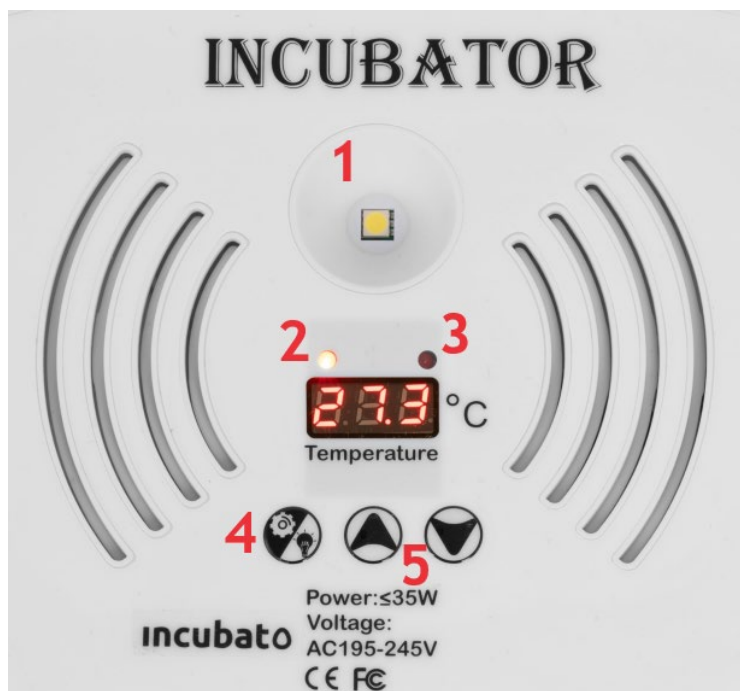 INCUBATOR
1
2
3
27.3 °C
Temperature
4
5
Power:≤35W
Voltage:
incubato
AC195-245V
CE FC